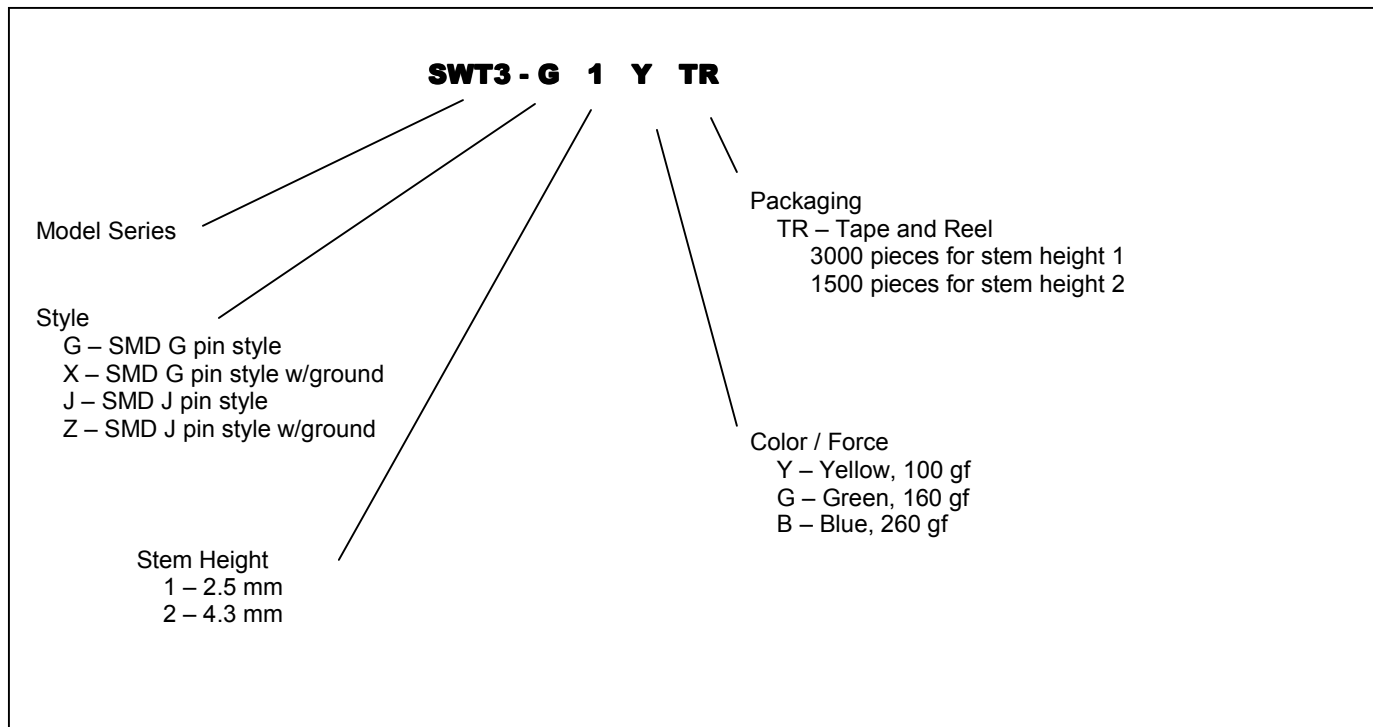 SWT3 - G 1 Y TR
Model Series
Style
G – SMD G pin style
X – SMD G pin style w/ground
J – SMD J pin style
Z – SMD J pin style w/ground
Stem Height
1 – 2.5 mm
2 – 4.3 mm
Packaging
TR – Tape and Reel
3000 pieces for stem height 1
1500 pieces for stem height 2
Color / Force
Y – Yellow, 100 gf
G – Green, 160 gf
B – Blue, 260 gf